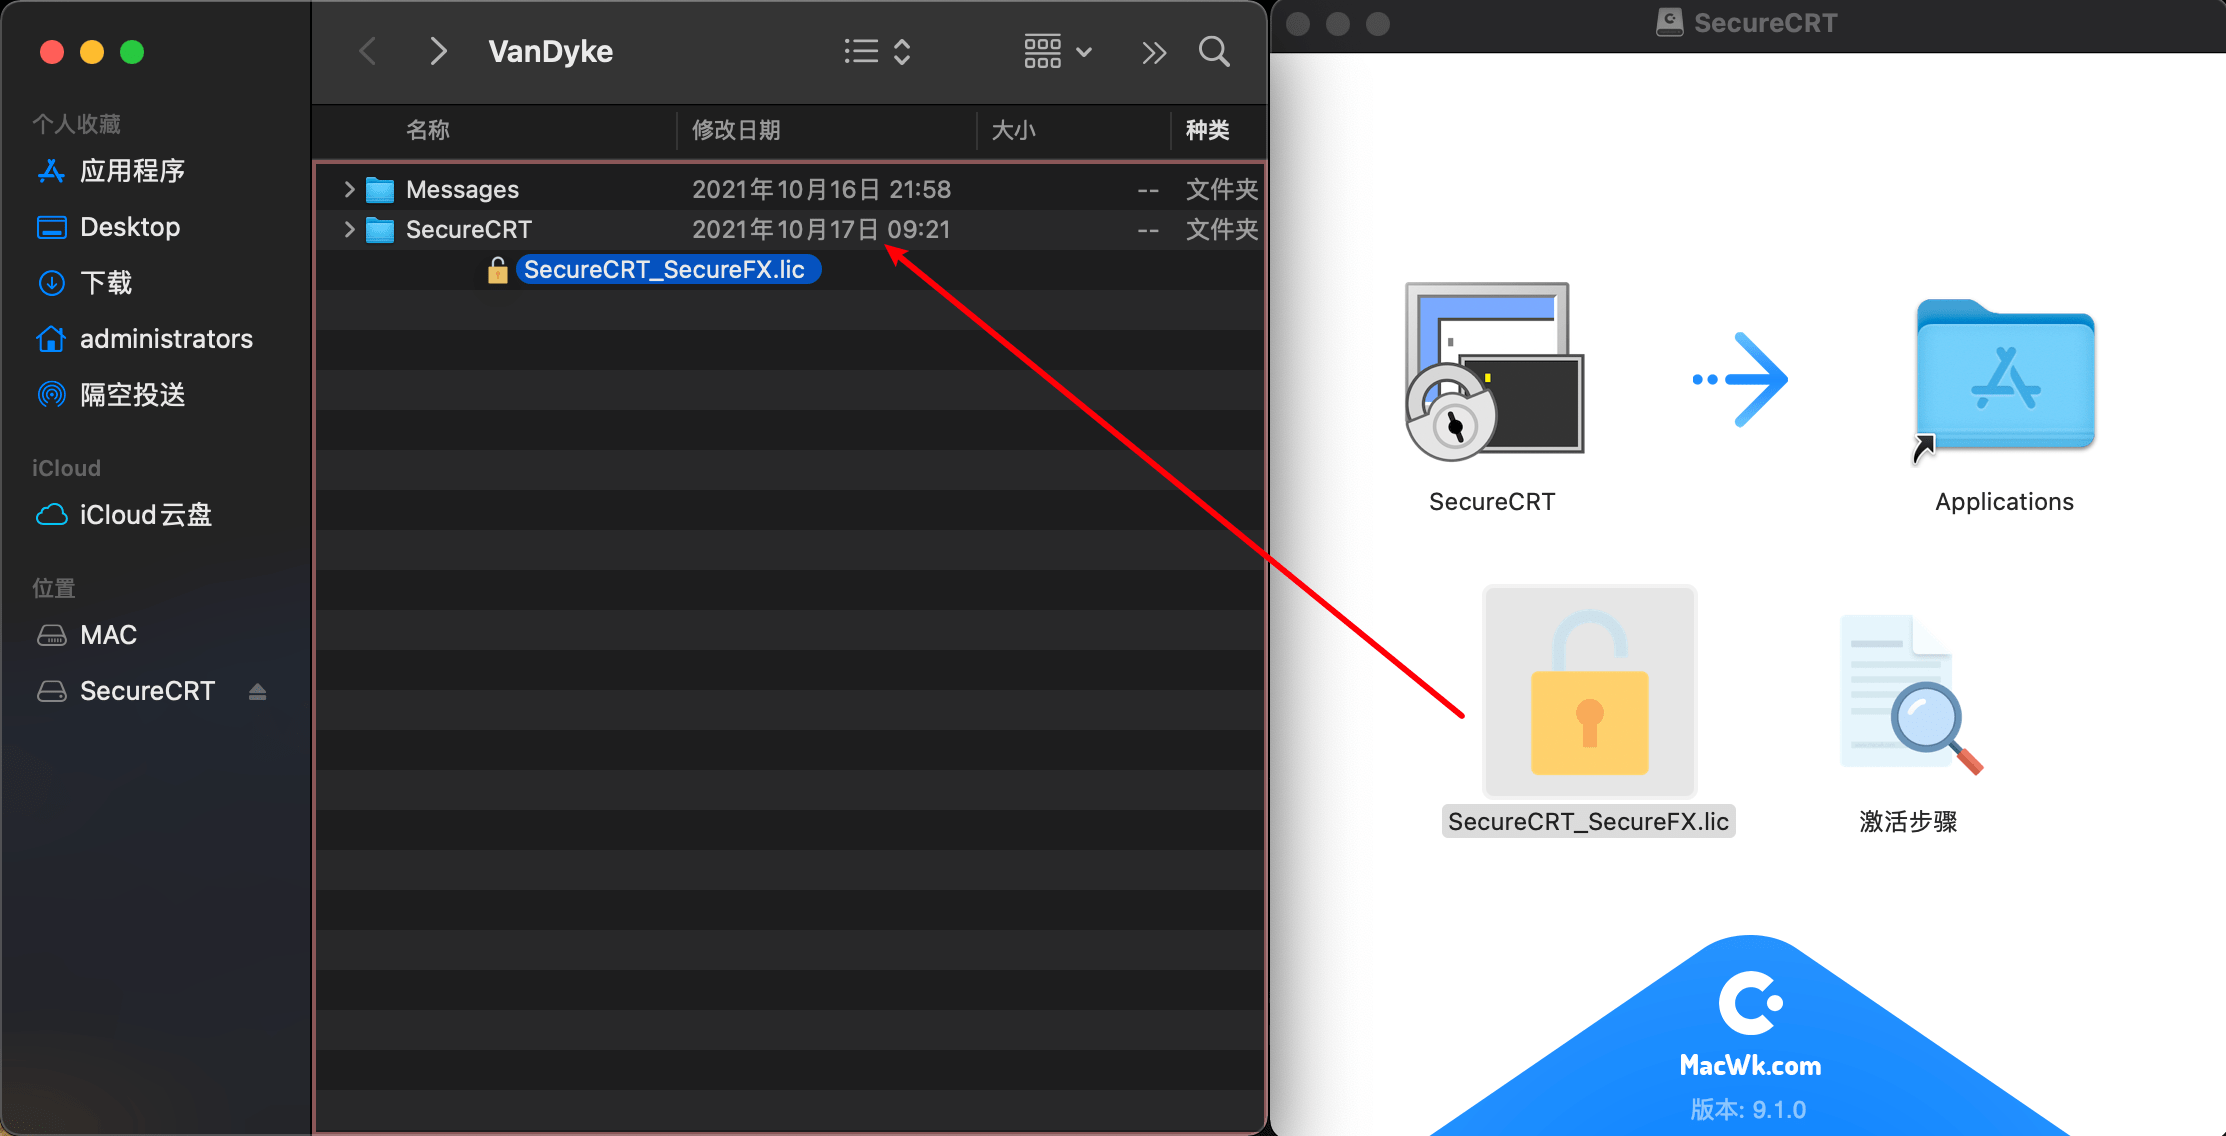 VanDyke
个人收藏
应用程序
Desktop
下载
administrators
隔空投送
iCloud
iCloud云盘
位置
MAC
SecureCRT
名称 修改日期 大小 种类
Messages 2021年10月16日 21:58 -- 文件夹
SecureCRT 2021年10月17日 09:21 -- 文件夹
SecureCRT_SecureFX.lic
SecureCRT
SecureCRT
Applications
SecureCRT_SecureFX.lic
激活步骤
MacWk.com
版本: 9.1.0